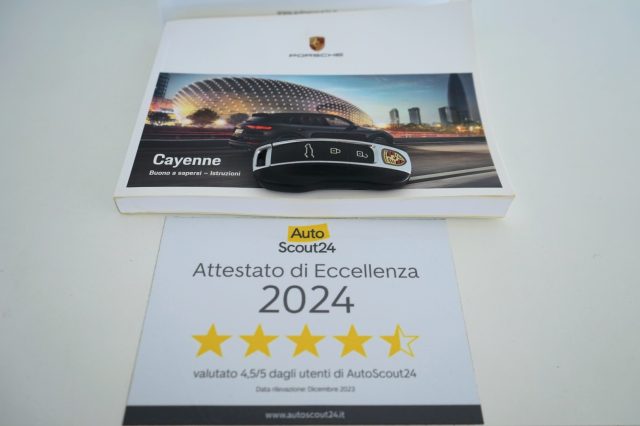 PORSCHE
Cayenne
Buono a sapersi – Istruzioni
Auto
Scout24
Attestato di Eccellenza
2024
valutato 4,5/5 dagli utenti di AutoScout24
Data rilevazione: Dicembre 2023
www.autoscout24.it